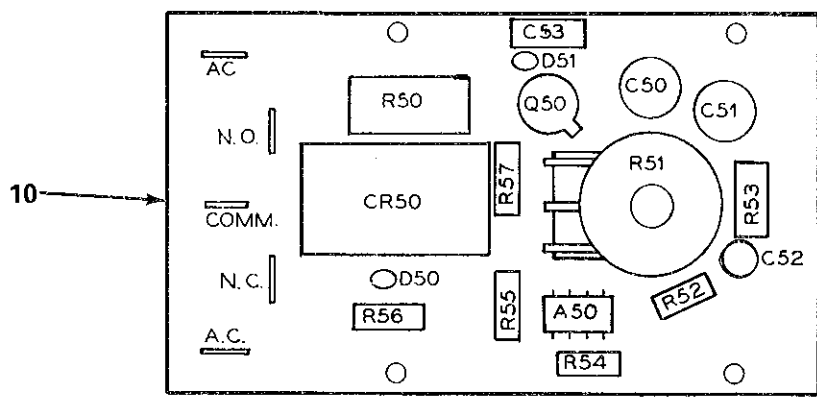 C53
AC
D51
R50
Q50
C50
C51
N.O.
R57
R51
R53
10
CR50
COMM.
C52
N.C.
D50
R52
R55
A50
R56
A.C.
R54